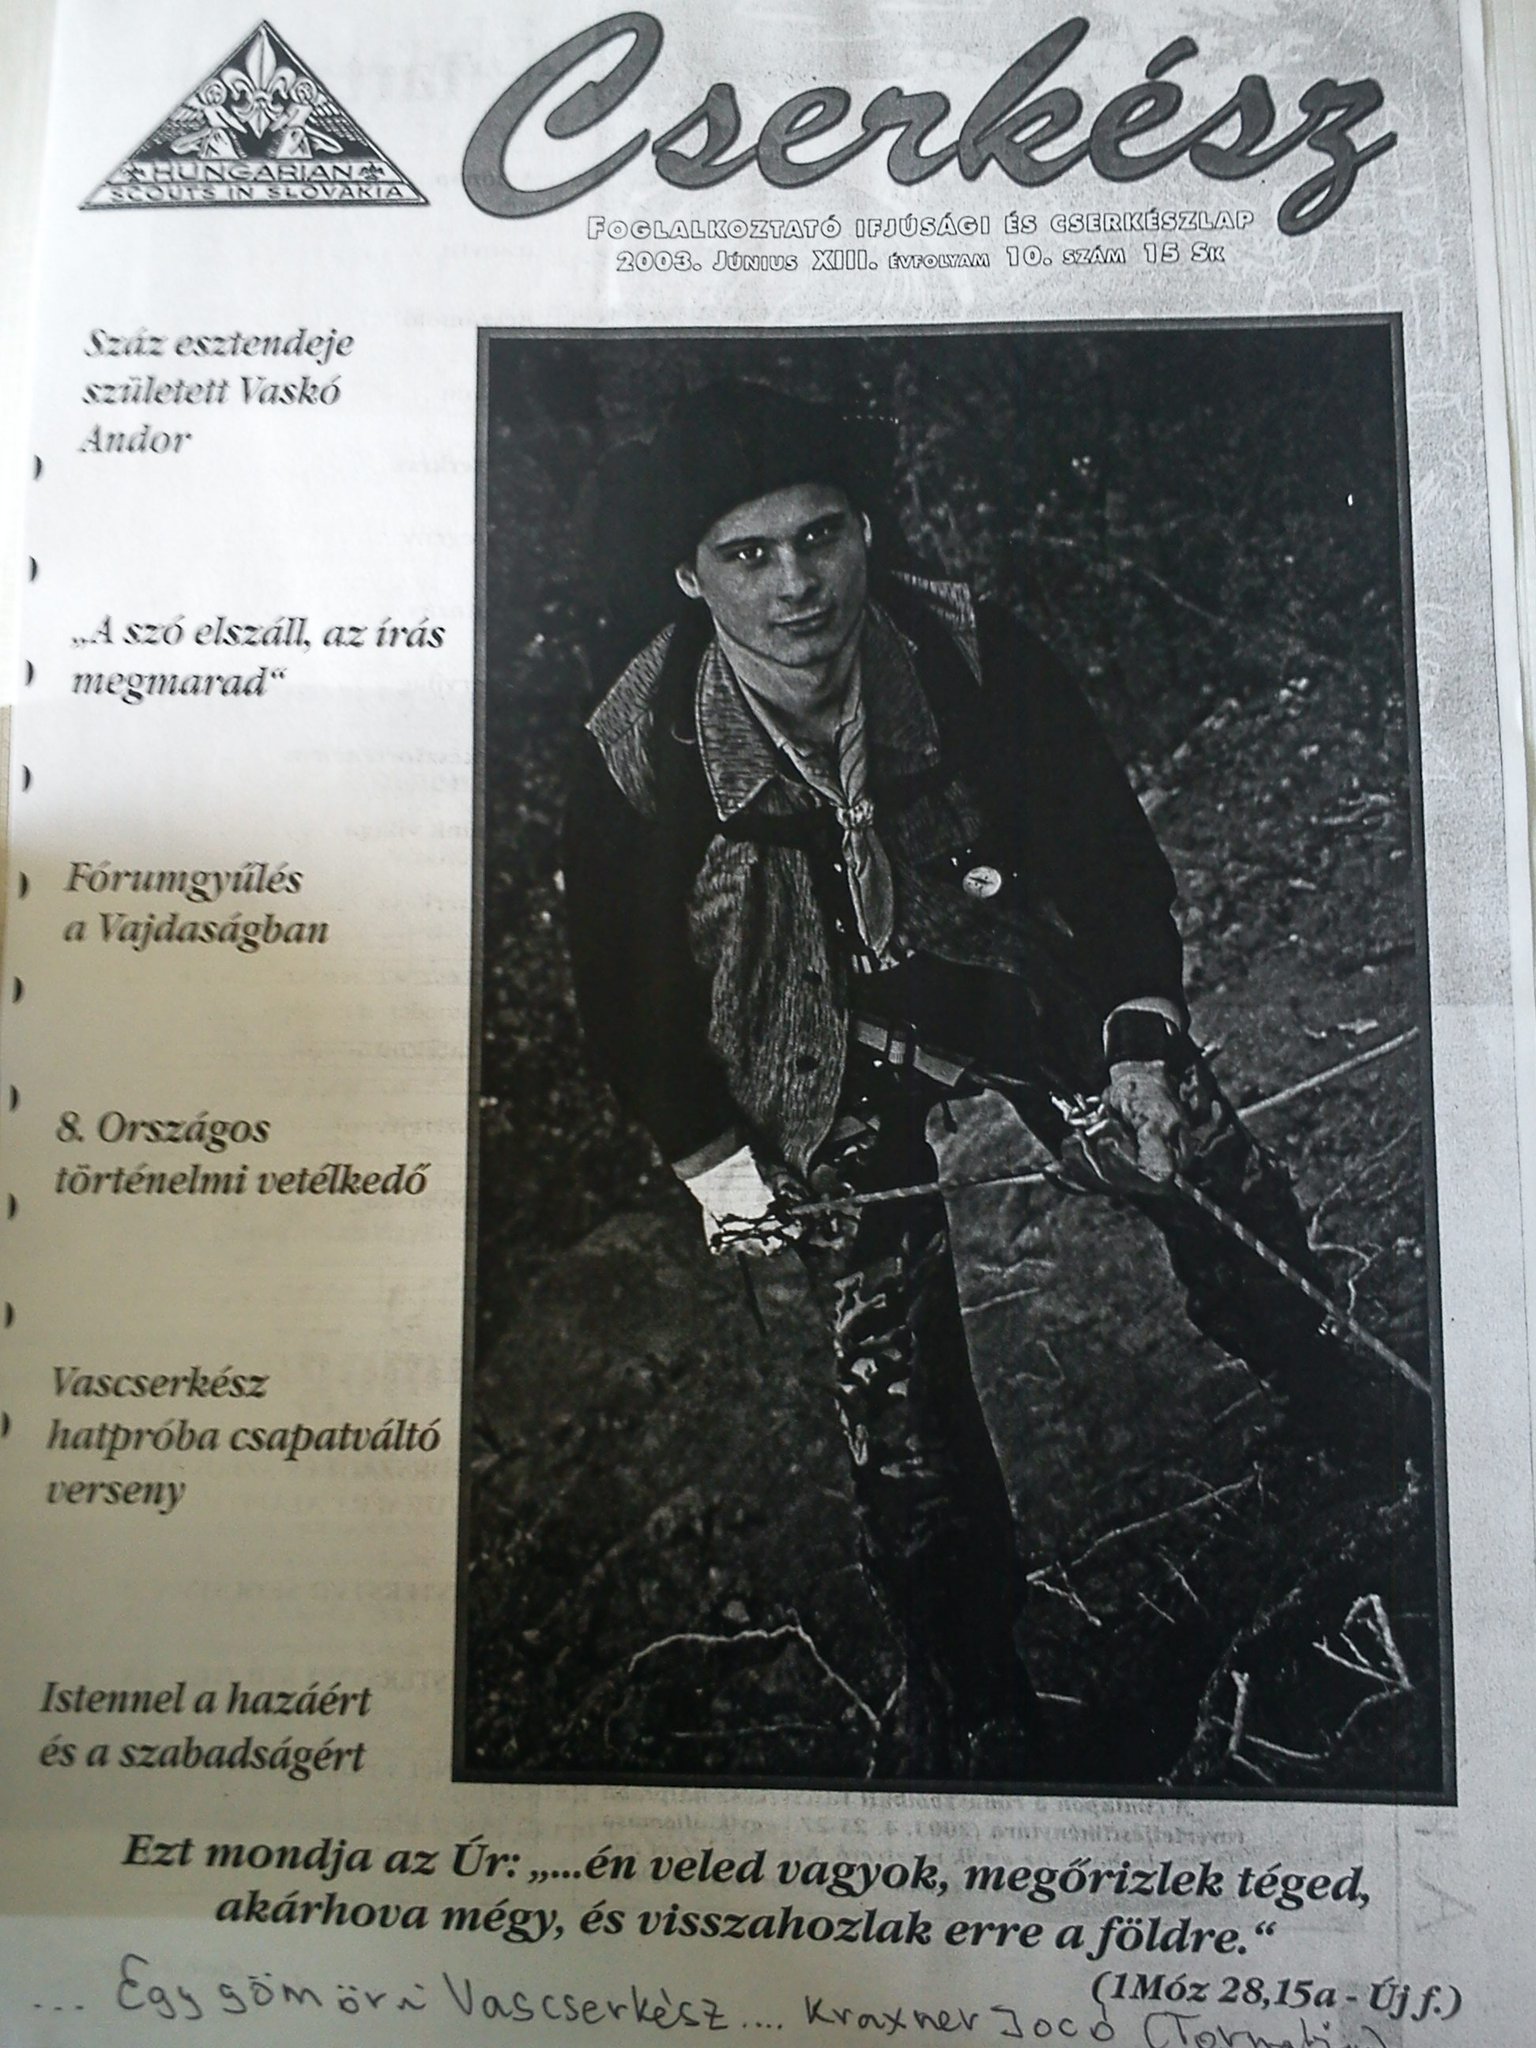 HUNGARIAN
SCOUTS IN SLOVAKIA
Cserkész
FOGLALKOZTATÓ IFJÚSÁGI ÉS CSERKÉSZLAP
2003. JÚNIUS XIII. ÉVFOLYAM 10. SZÁM 15 SK
Száz esztendeje
született Vaskó
Andor
„A szó elszáll, az írás
megmarad“
Fórumgyűlés
a Vajdaságban
8. Országos
történelmi vetélkedő
Vascserkész
hatpróba csapatváltó
verseny
Istennel a hazáért
és a szabadságért
Ezt mondja az Úr: „...én veled vagyok, megőrizlek téged,
akárhova mégy, és visszahozlak erre a földre.“
(1Móz 28,15a - Új f.)
... Egy gömöri Vascserkész.... Kraxner Jocó